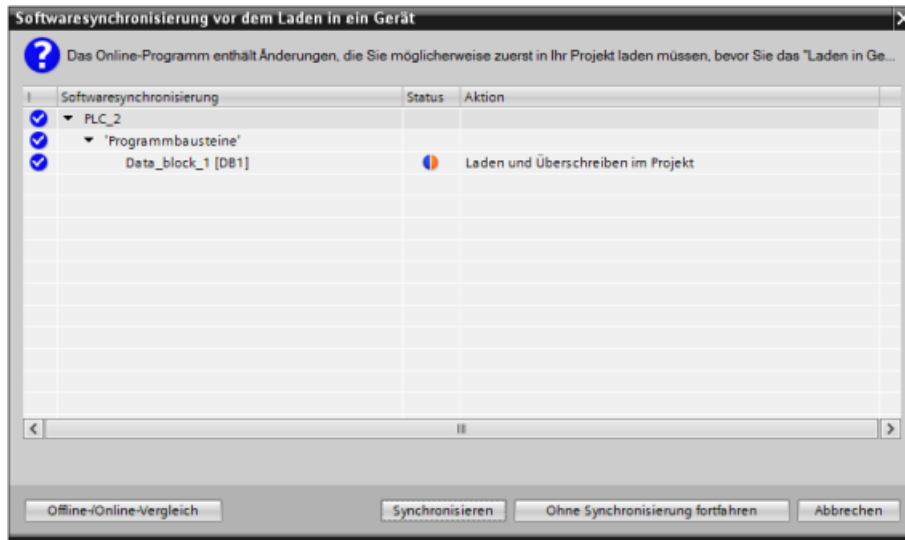 Softwaresynchronisierung vor dem Laden in ein Gerät
Das Online-Programm enthält Änderungen, die Sie möglicherweise zuerst in Ihr Projekt laden müssen, bevor Sie das "Laden in Ge...
! Softwaresynchronisierung Status Aktion
PLC_2
'Programmbausteine'
Data_block_1 [DB1] Laden und Überschreiben im Projekt
Offline-/Online-Vergleich Synchronisieren Ohne Synchronisierung fortfahren Abbrechen